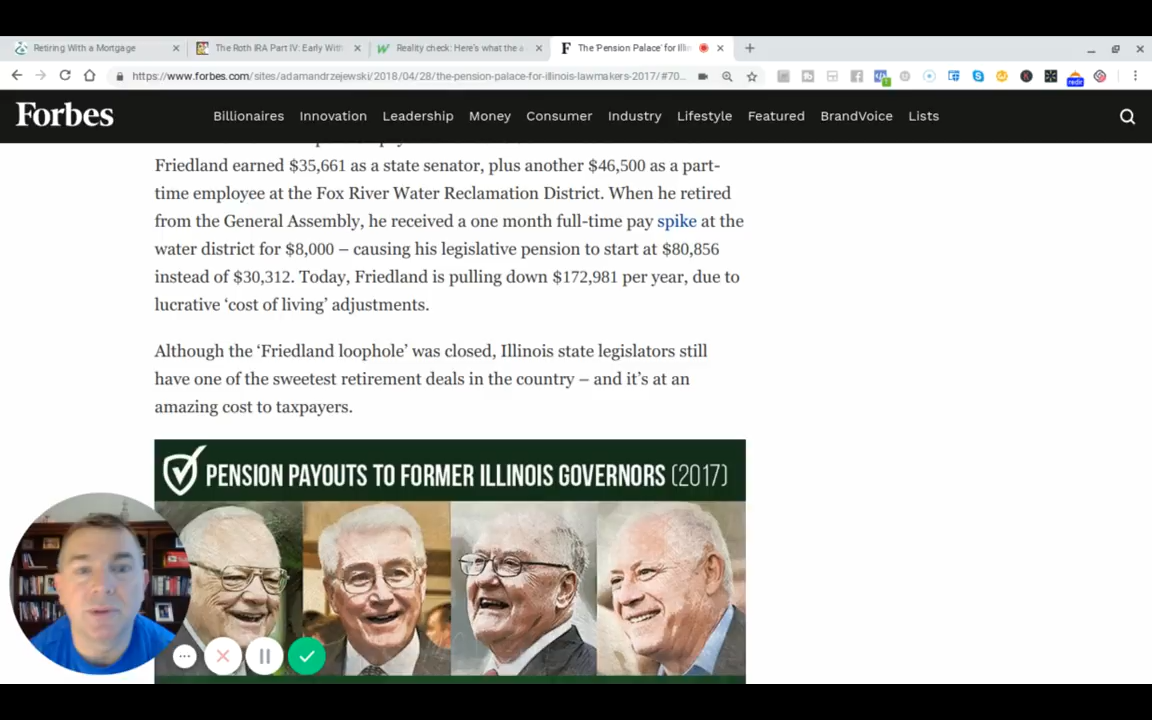 Retiring With a Mortgage
The Roth IRA Part IV: Early With
Reality check: Here's what the a
The 'Pension Palace' for Illin
https://www.forbes.com/sites/adamandrzejewski/2018/04/28/the-pension-palace-for-illinois-lawmakers-2017/#70...
Forbes
Billionaires Innovation Leadership Money Consumer Industry Lifestyle Featured BrandVoice Lists
Friedland earned $35,661 as a state senator, plus another $46,500 as a part-
time employee at the Fox River Water Reclamation District. When he retired
from the General Assembly, he received a one month full-time pay spike at the
water district for $8,000 – causing his legislative pension to start at $80,856
instead of $30,312. Today, Friedland is pulling down $172,981 per year, due to
lucrative ‘cost of living’ adjustments.
Although the ‘Friedland loophole’ was closed, Illinois state legislators still
have one of the sweetest retirement deals in the country – and it’s at an
amazing cost to taxpayers.
PENSION PAYOUTS TO FORMER ILLINOIS GOVERNORS (2017)